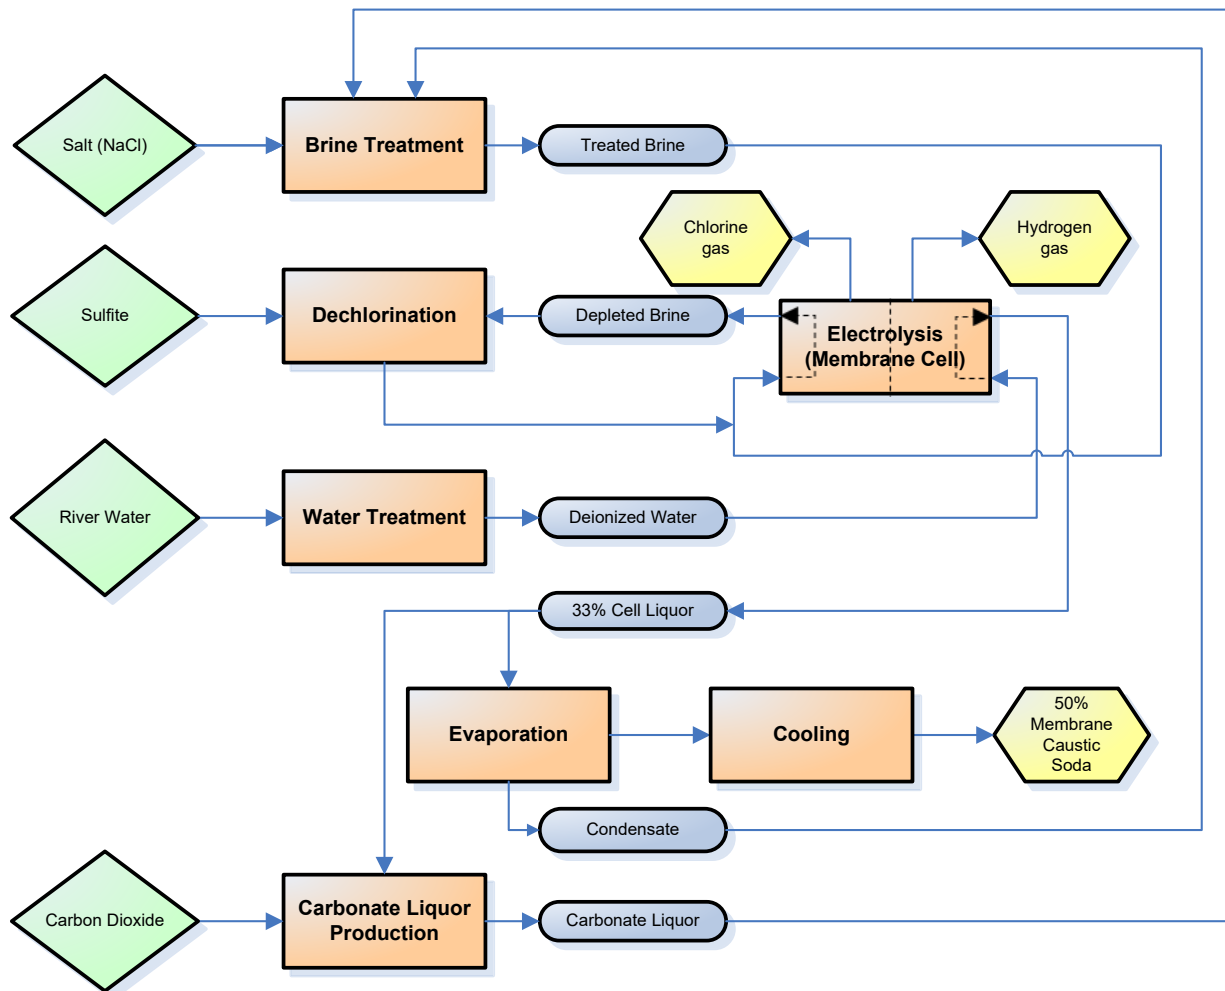 Salt (NaCl)
Brine Treatment
Treated Brine
Chlorine
gas
Hydrogen
gas
Sulfite
Dechlorination
Depleted Brine
Electrolysis
(Membrane Cell)
River Water
Water Treatment
Deionized Water
33% Cell Liquor
Evaporation
Cooling
50%
Membrane
Caustic
Soda
Condensate
Carbon Dioxide
Carbonate Liquor
Production
Carbonate Liquor